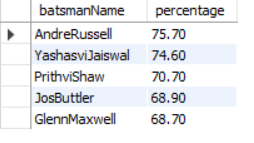 batsmanName percentage
AndreRussell 75.70
YashasviJaiswal 74.60
PrithviShaw 70.70
JosButtler 68.90
GlennMaxwell 68.70